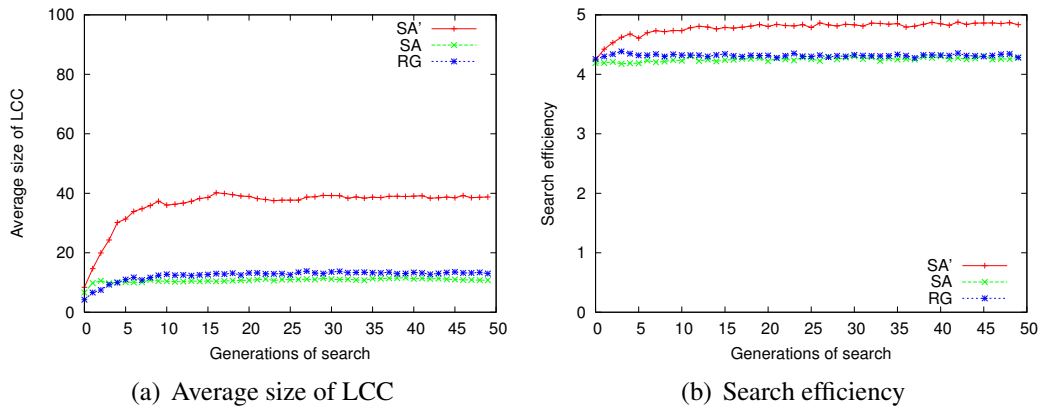 Average size of LCC
100
80
60
40
20
0
0 5 10 15 20 25 30 35 40 45 50
Generations of search
SA'
SA
RG
(a) Average size of LCC
Search efficiency
5
4
3
2
1
0
0 5 10 15 20 25 30 35 40 45 50
Generations of search
SA'
SA
RG
(b) Search efficiency